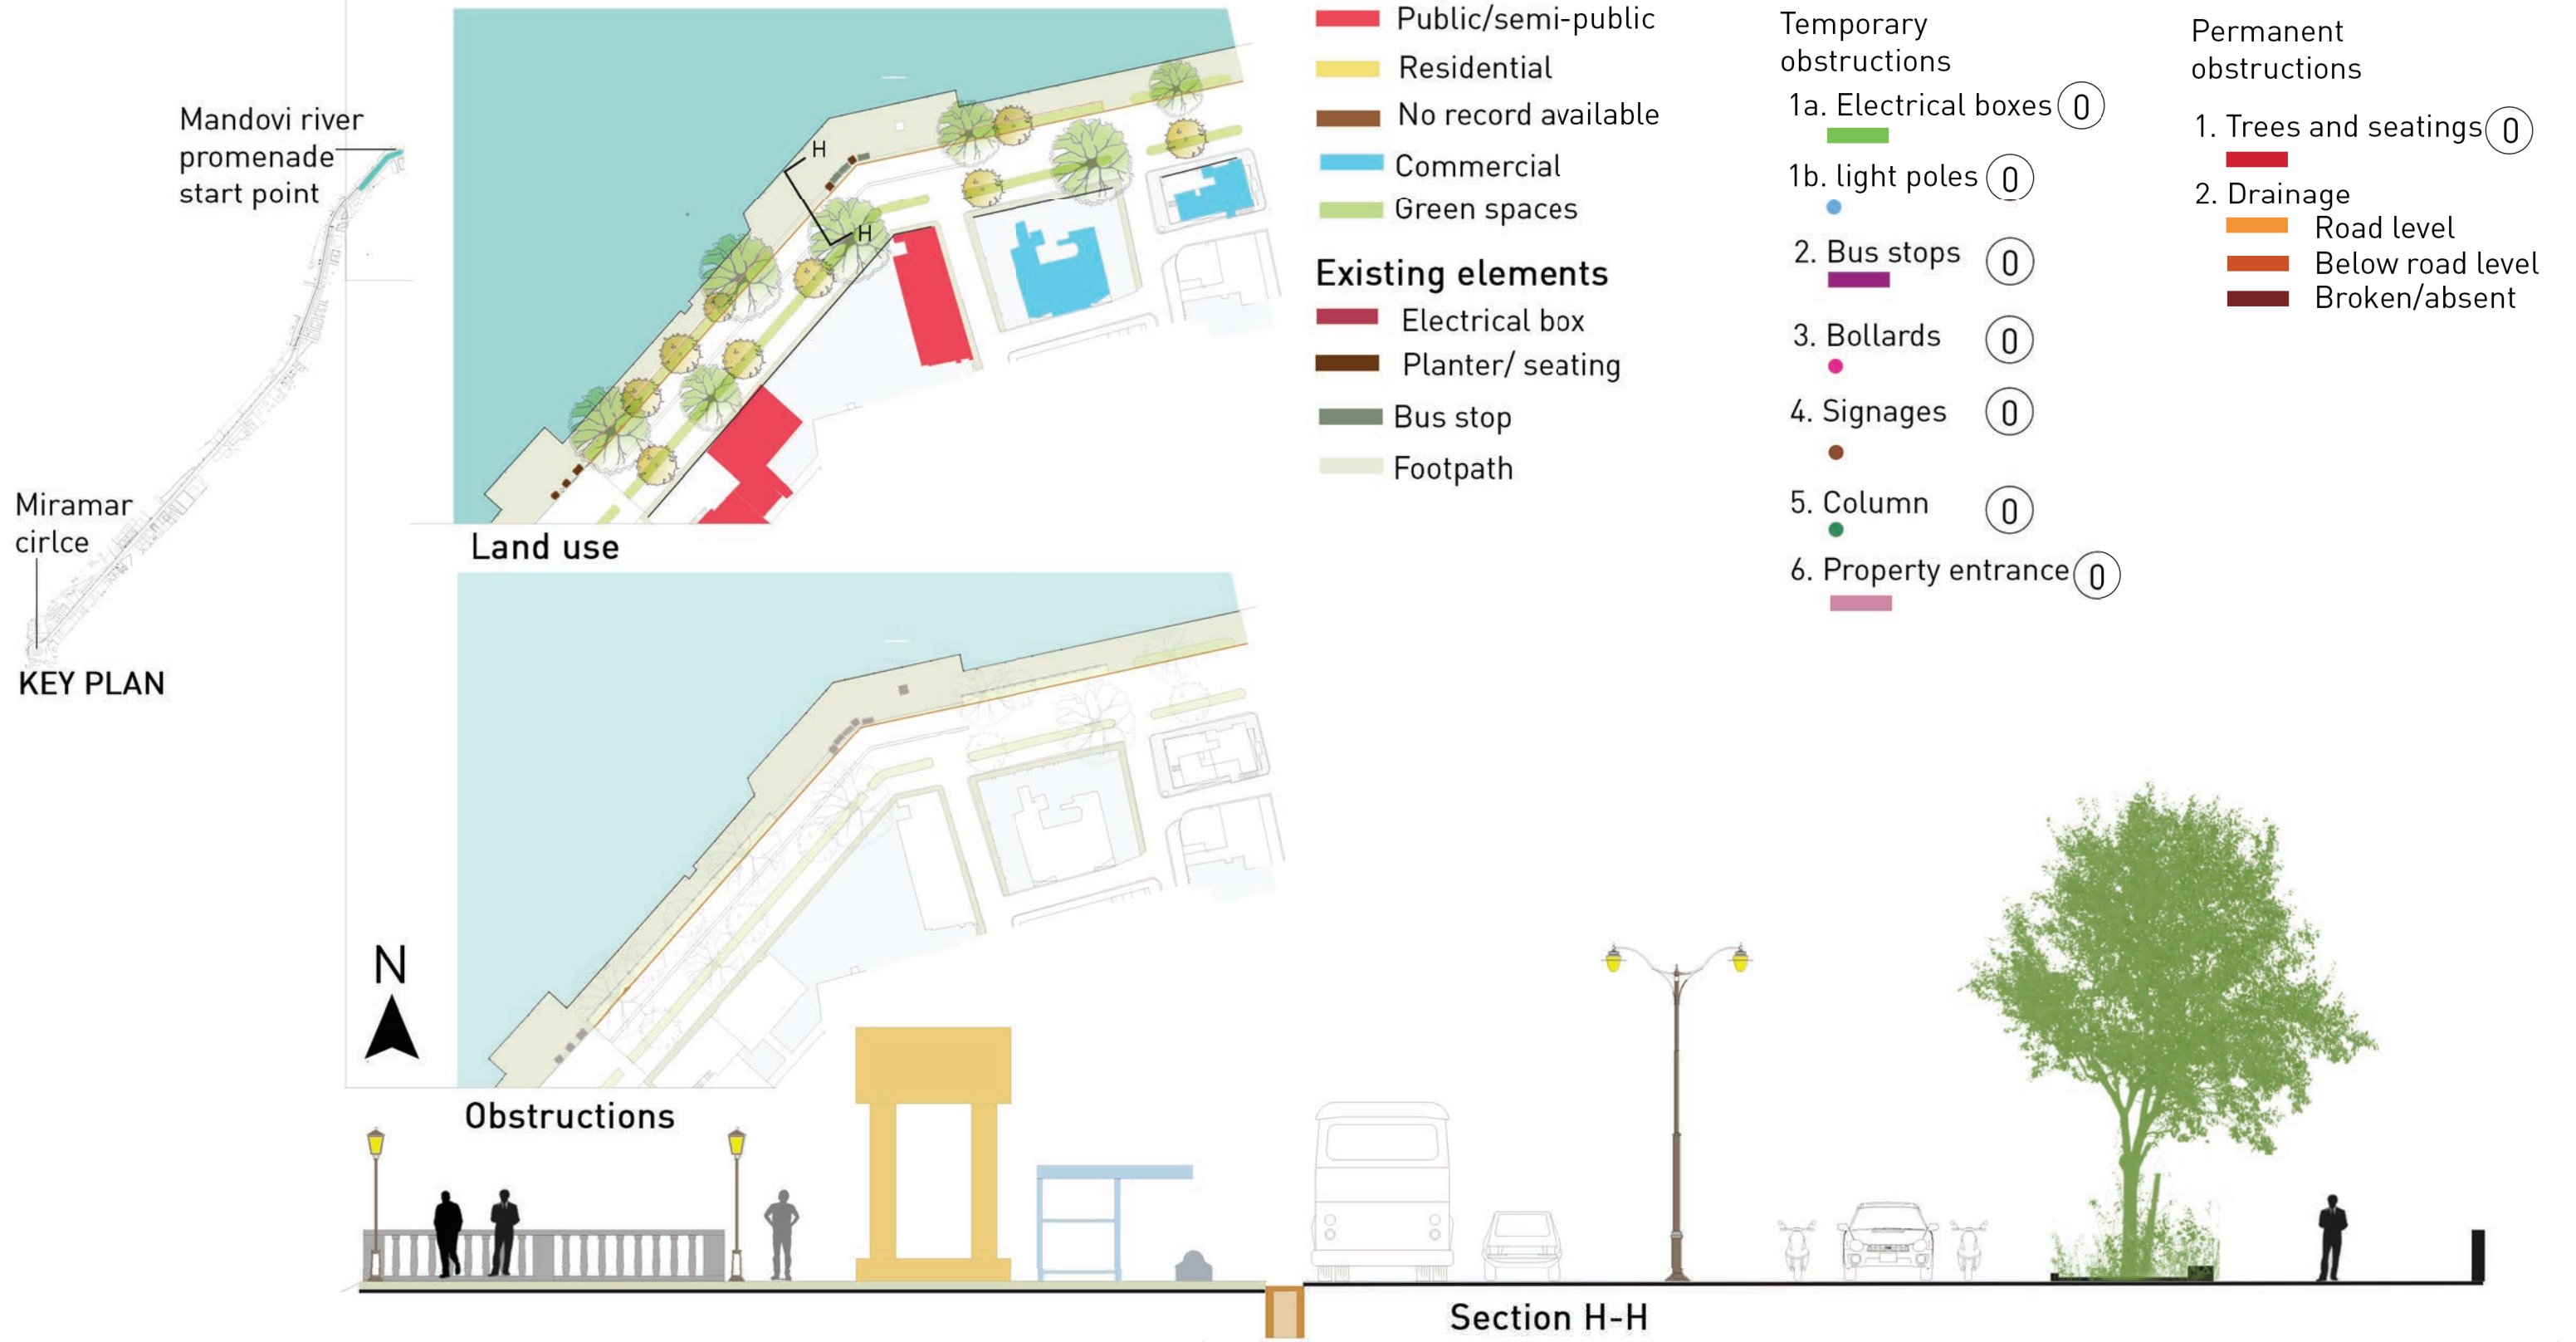 Mandovi river
promenade
start point
Miramar
cirlce
KEY PLAN
H
H
Land use
N
Obstructions
Public/semi-public
Residential
No record available
Commercial
Green spaces
Existing elements
Electrical box
Planter/ seating
Bus stop
Footpath
Temporary
obstructions
1a. Electrical boxes 0
1b. light poles 0
2. Bus stops 0
3. Bollards 0
4. Signages 0
5. Column 0
6. Property entrance 0
Permanent
obstructions
1. Trees and seatings 0
2. Drainage
Road level
Below road level
Broken/absent
Section H-H